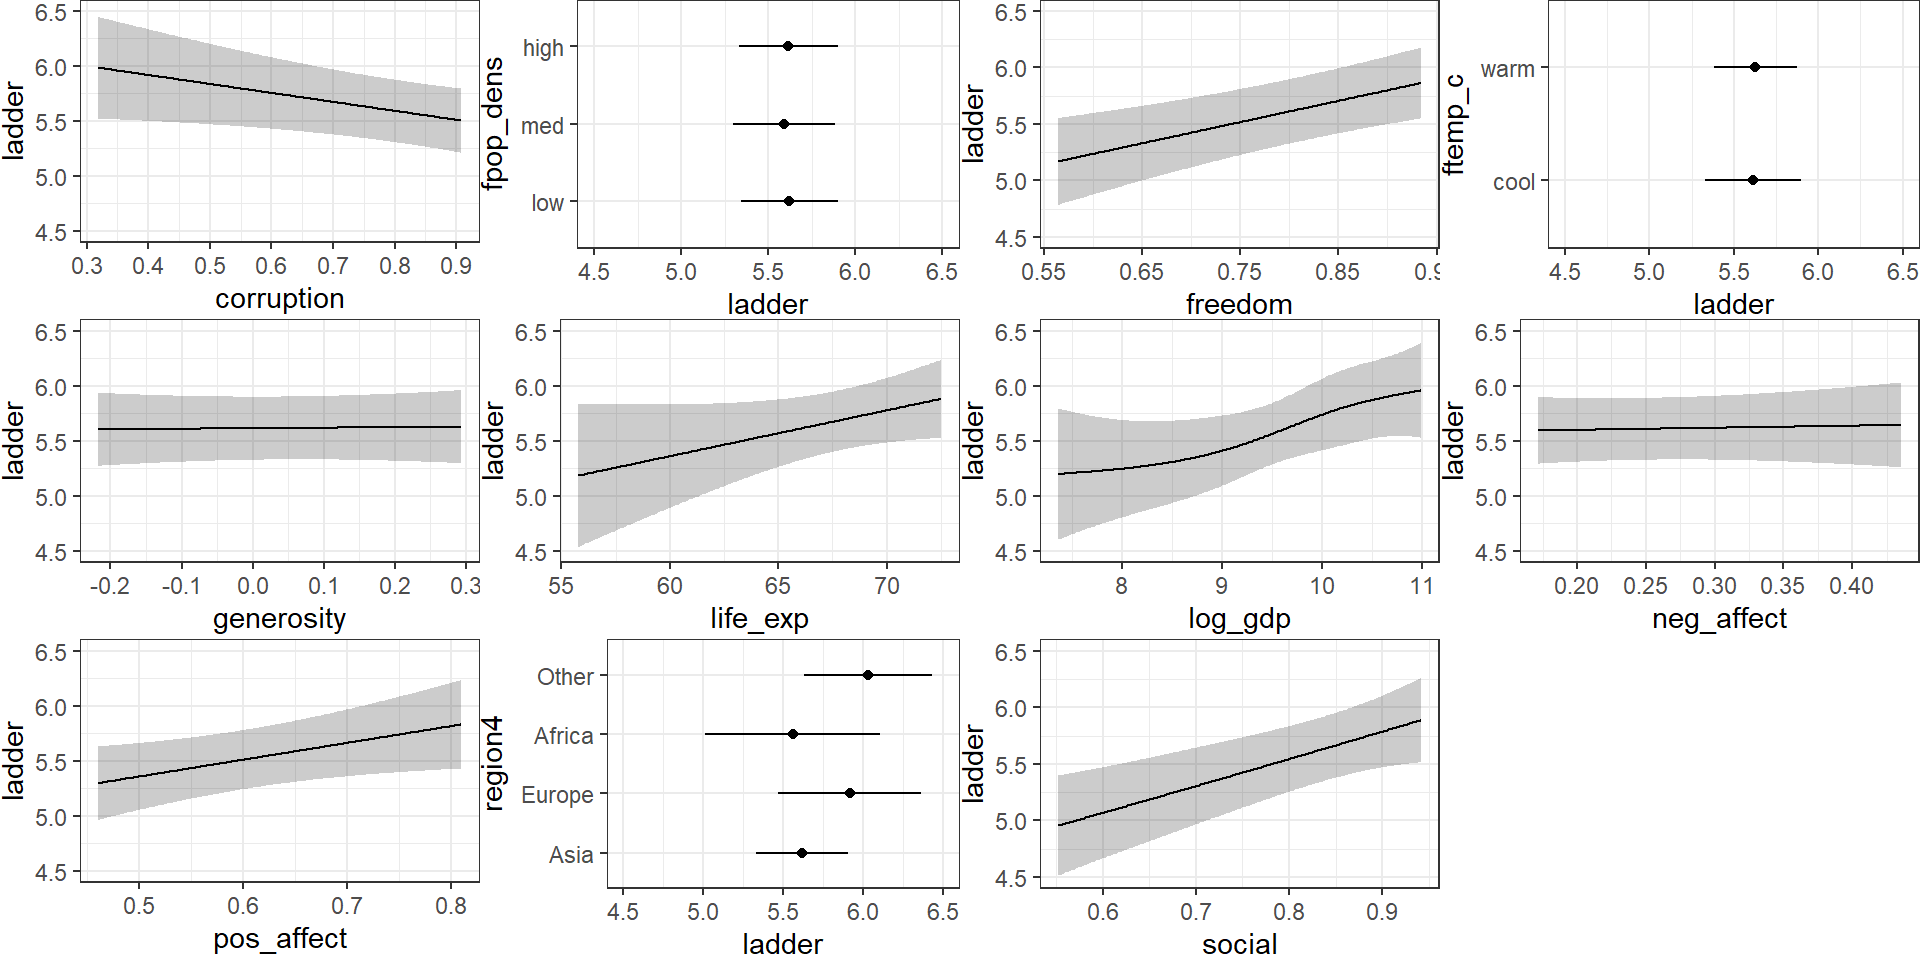 6.5
6.0
5.5
5.0
4.5
ladder
0.3 0.4 0.5 0.6 0.7 0.8 0.9
corruption
fpop_dens
high
med
low
4.5 5.0 5.5 6.0 6.5
ladder
6.5
6.0
5.5
5.0
4.5
ladder
0.55 0.65 0.75 0.85 0.9
freedom
ftemp_c
warm
cool
4.5 5.0 5.5 6.0 6.5
ladder
6.5
6.0
5.5
5.0
4.5
ladder
-0.2 -0.1 0.0 0.1 0.2 0.3
generosity
6.5
6.0
5.5
5.0
4.5
ladder
55 60 65 70
life_exp
6.5
6.0
5.5
5.0
4.5
ladder
8 9 10 11
log_gdp
6.5
6.0
5.5
5.0
4.5
ladder
0.20 0.25 0.30 0.35 0.40
neg_affect
6.5
6.0
5.5
5.0
4.5
ladder
0.5 0.6 0.7 0.8
pos_affect
region4
Other
Africa
Europe
Asia
4.5 5.0 5.5 6.0 6.5
ladder
6.5
6.0
5.5
5.0
4.5
ladder
0.6 0.7 0.8 0.9
social